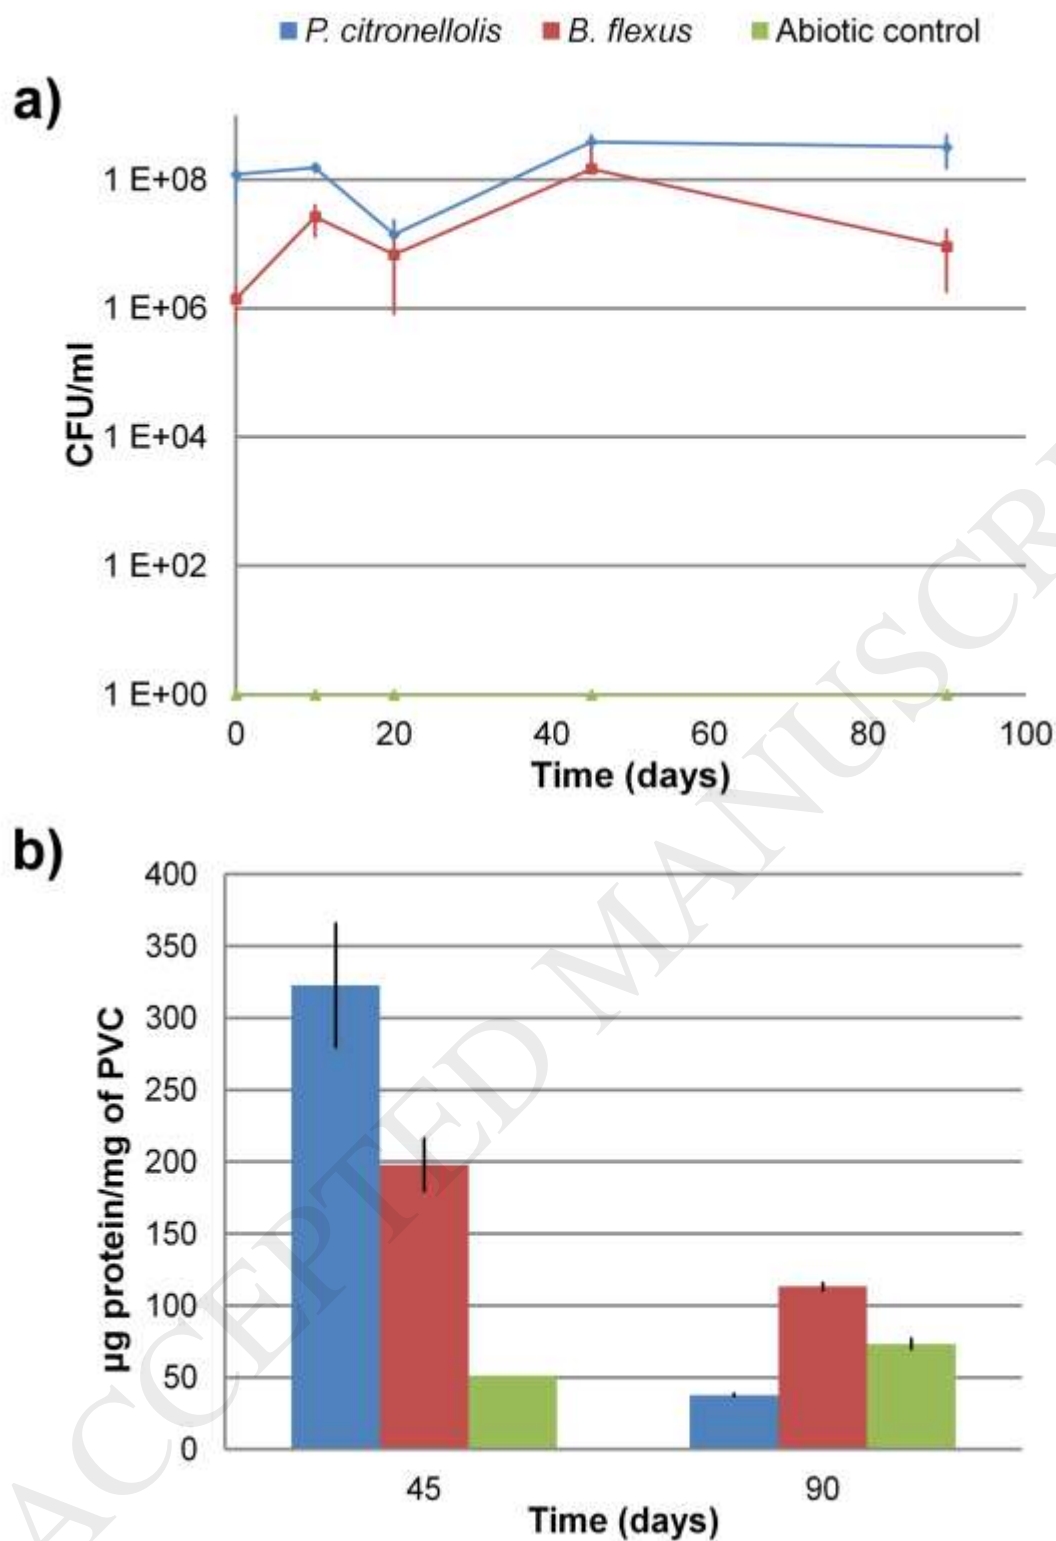 P. citronellolis B. flexus Abiotic control
a)
1 E+08
1 E+06
1 E+04
1 E+02
1 E+00
CFU/ml
0 20 40 60 80 100
Time (days)
b)
400
350
300
250
200
150
100
50
0
µg protein/mg of PVC
45 90
Time (days)
ACCEPTED MANUSCR